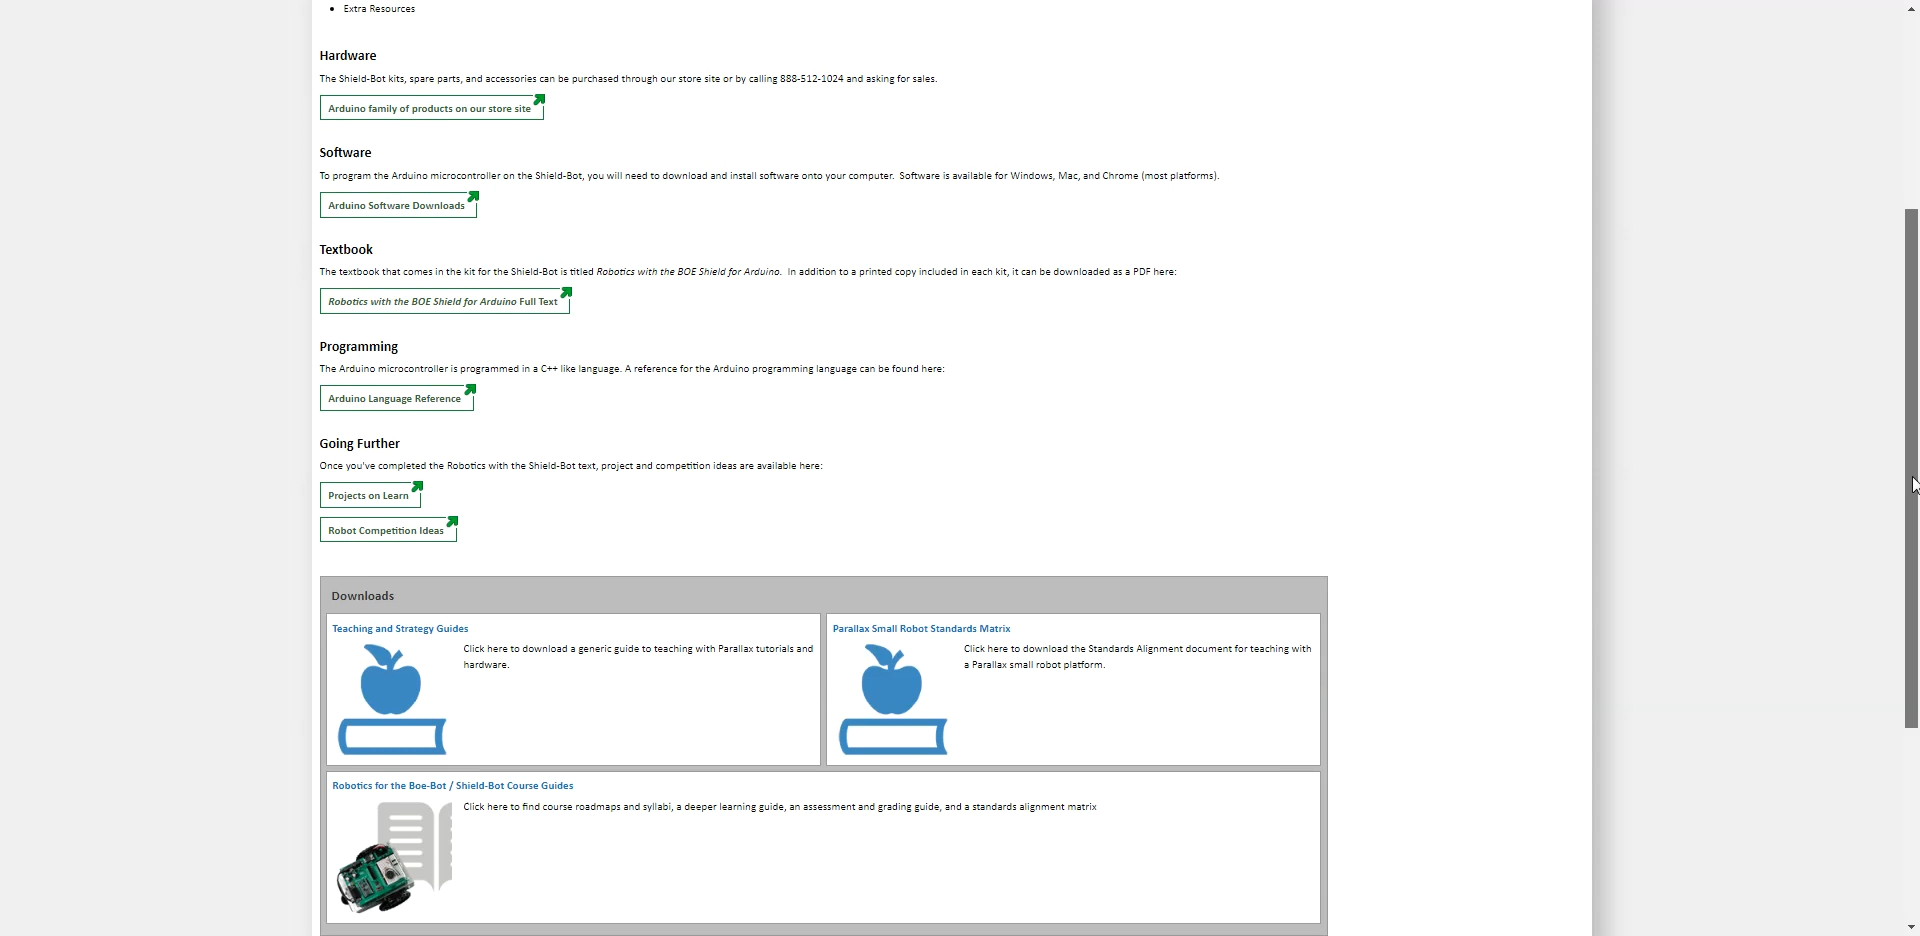 Extra Resources
Hardware
The Shield-Bot kits, spare parts, and accessories can be purchased through our store site or by calling 888-512-1024 and asking for sales.
Arduino family of products on our store site
Software
To program the Arduino microcontroller on the Shield-Bot, you will need to download and install software onto your computer.  Software is available for Windows, Mac, and Chrome (most platforms).
Arduino Software Downloads
Textbook
The textbook that comes in the kit for the Shield-Bot is titled Robotics with the BOE Shield for Arduino.  In addition to a printed copy included in each kit, it can be downloaded as a PDF here:
Robotics with the BOE Shield for Arduino Full Text
Programming
The Arduino microcontroller is programmed in a C++ like language. A reference for the Arduino programming language can be found here:
Arduino Language Reference
Going Further
Once you've completed the Robotics with the Shield-Bot text, project and competition ideas are available here:
Projects on Learn
Robot Competition Ideas
Downloads
Teaching and Strategy Guides
Click here to download a generic guide to teaching with Parallax tutorials and
hardware.
Parallax Small Robot Standards Matrix
Click here to download the Standards Alignment document for teaching with
a Parallax small robot platform.
Robotics for the Boe-Bot / Shield-Bot Course Guides
Click here to find course roadmaps and syllabi, a deeper learning guide, an assessment and grading guide, and a standards alignment matrix